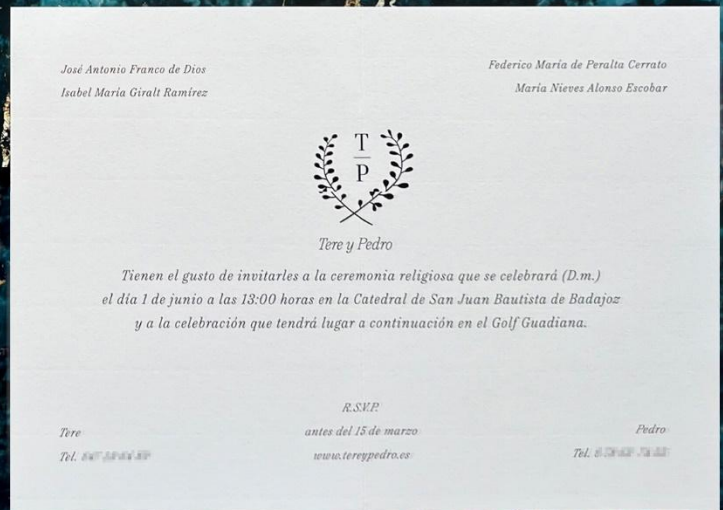 José Antonio Franco de Dios
Isabel María Giralt Ramírez
Federico María de Peralta Cerrato
María Nieves Alonso Escobar
T
P
Tere y Pedro
Tienen el gusto de invitarles a la ceremonia religiosa que se celebrará (D.m.)
el día 1 de junio a las 13:00 horas en la Catedral de San Juan Bautista de Badajoz
y a la celebración que tendrá lugar a continuación en el Golf Guadiana.
R.S.V.P.
antes del 15 de marzo
www.tereypedro.es
Tere
Tel.
Pedro
Tel.